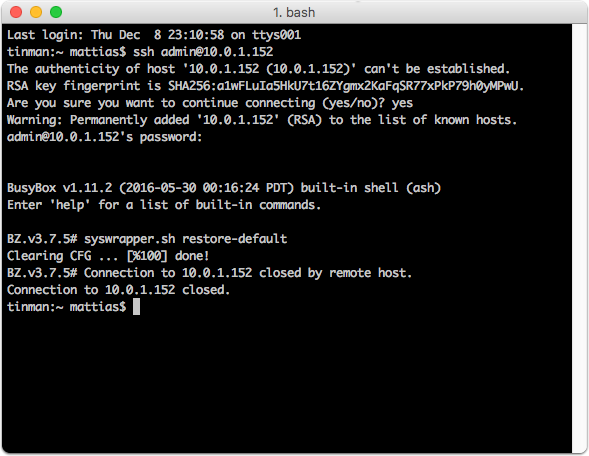 1. bash
Last login: Thu Dec  8 23:10:58 on ttys001
tinman:~ mattias$ ssh admin@10.0.1.152
The authenticity of host '10.0.1.152 (10.0.1.152)' can't be established.
RSA key fingerprint is SHA256:a1wFLuIa5HkU7t16ZYgmx2KaFqSR77xPkP79h0yMPwU.
Are you sure you want to continue connecting (yes/no)? yes
Warning: Permanently added '10.0.1.152' (RSA) to the list of known hosts.
admin@10.0.1.152's password:
BusyBox v1.11.2 (2016-05-30 00:16:24 PDT) built-in shell (ash)
Enter 'help' for a list of built-in commands.
BZ.v3.7.5# syswrapper.sh restore-default
Clearing CFG ... [%100] done!
BZ.v3.7.5# Connection to 10.0.1.152 closed by remote host.
Connection to 10.0.1.152 closed.
tinman:~ mattias$